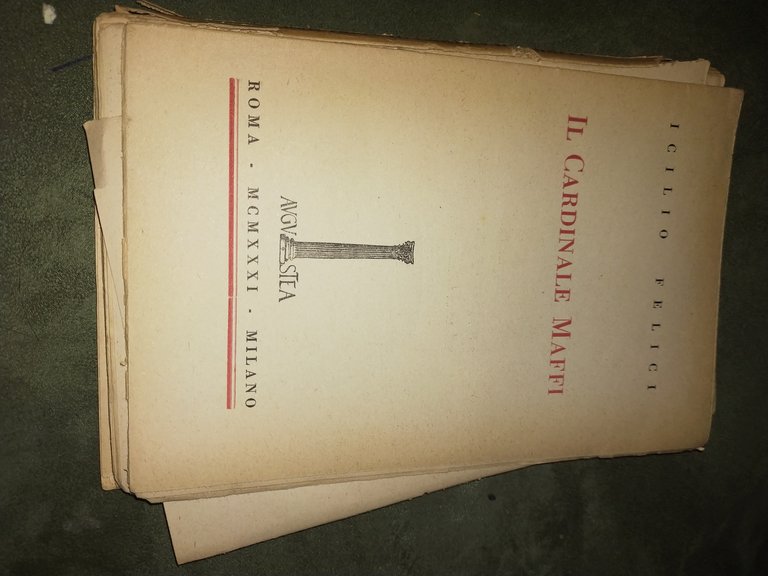 ICILIO FELICI
IL CARDINALE MAFFI
AVGVSTEA
ROMA - MCMXXXI - MILANO